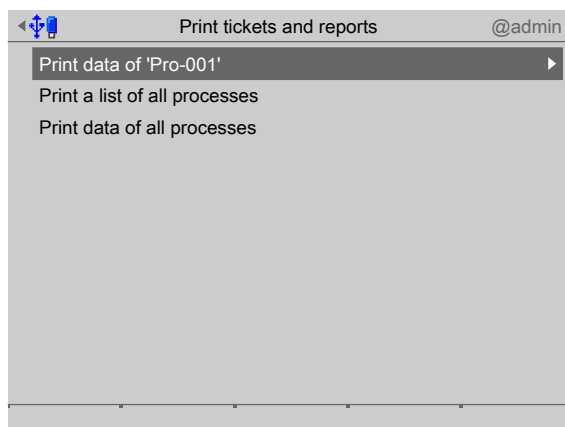 Print tickets and reports @admin
Print data of 'Pro-001'
Print a list of all processes
Print data of all processes